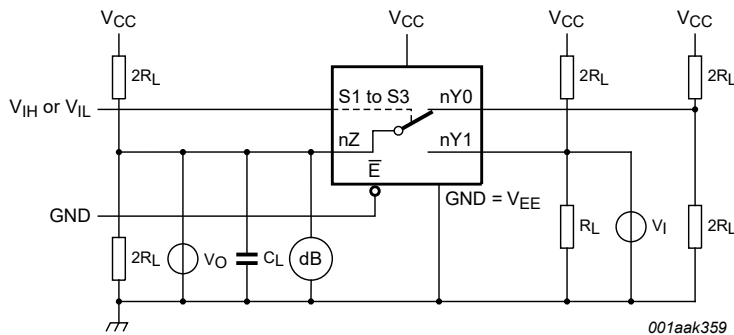 VCC VCC VCC VCC
2RL 2RL 2RL
VIH or VIL S1 to S3 nY0
nZ nY1
E̅
GND GND = VEE
2RL VO CL dB RL VI 2RL
001aak359